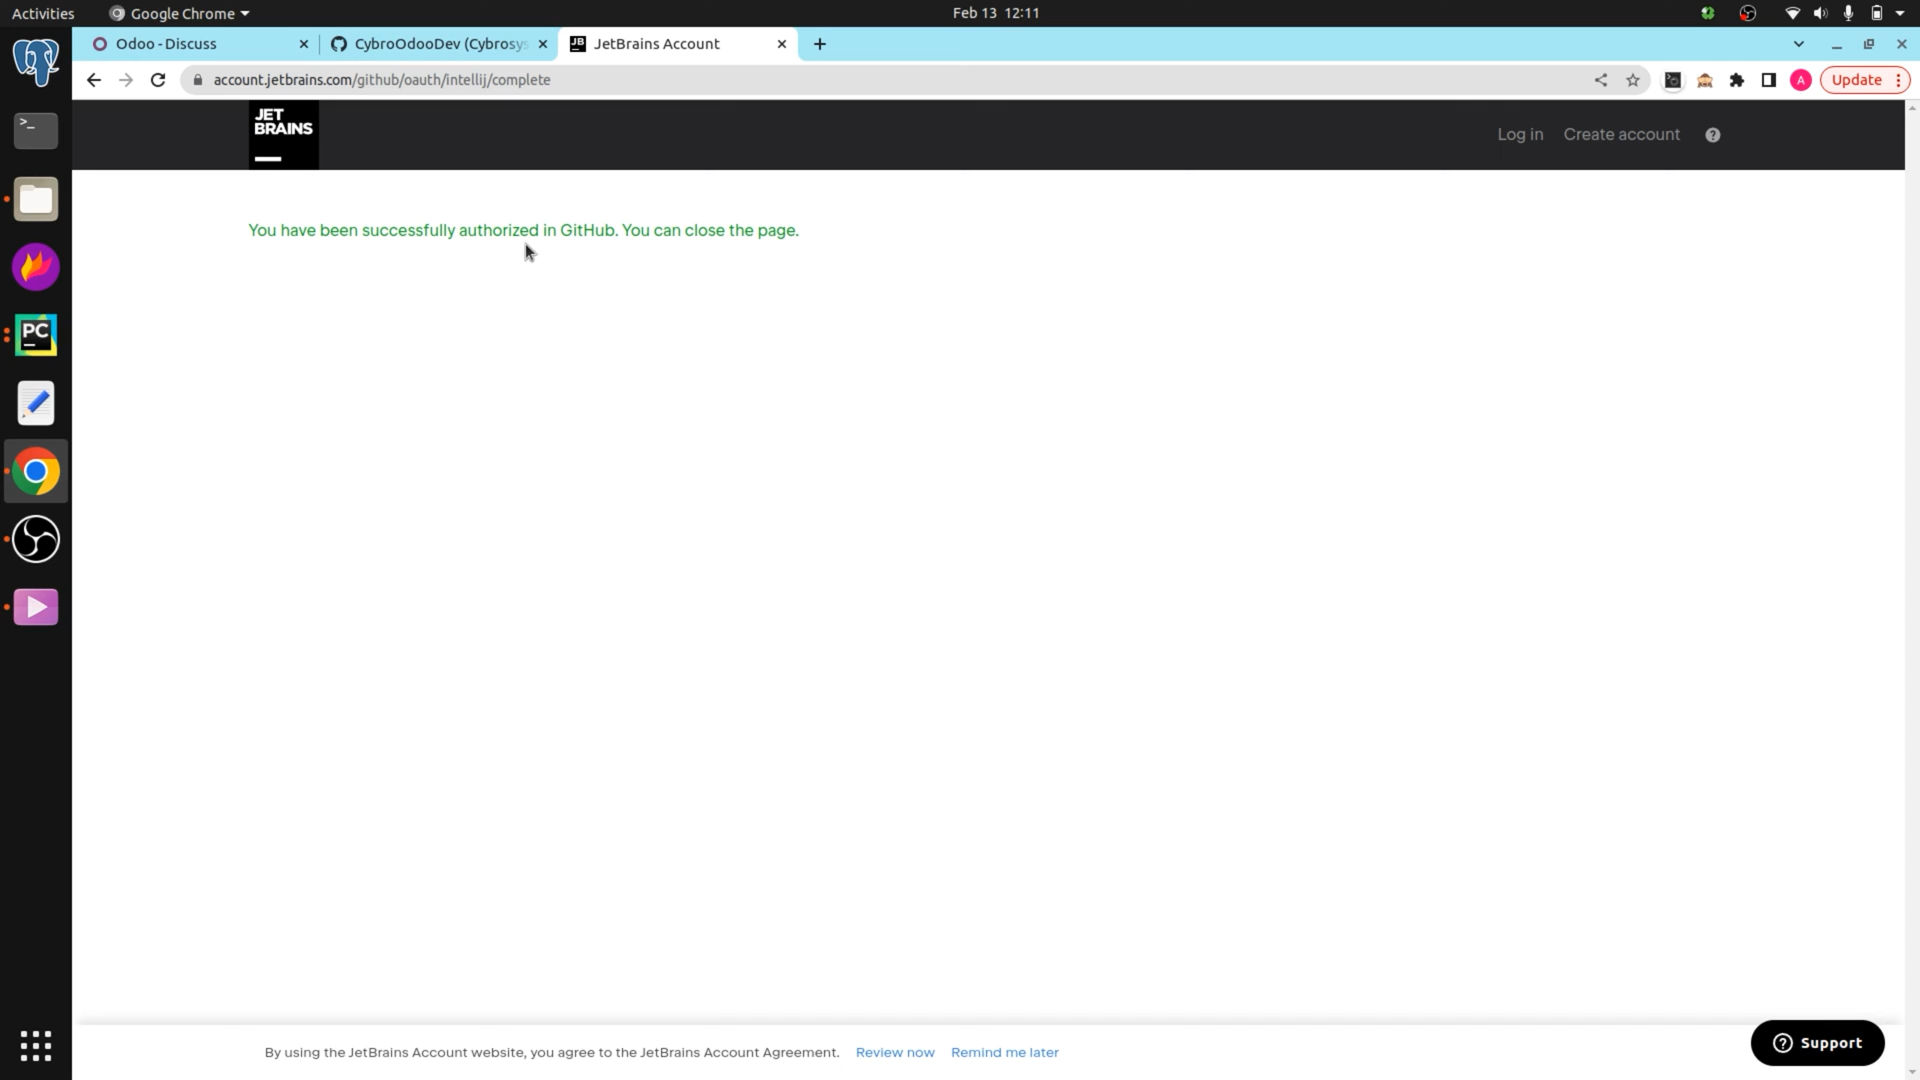 Activities
Google Chrome
Feb 13 12:11
Odoo - Discuss
CybroOdooDev (Cybrosys
JetBrains Account
account.jetbrains.com/github/oauth/intellij/complete
A
Update
JET
BRAINS
Log in
Create account
You have been successfully authorized in GitHub. You can close the page.
PC
By using the JetBrains Account website, you agree to the JetBrains Account Agreement.
Review now
Remind me later
Support